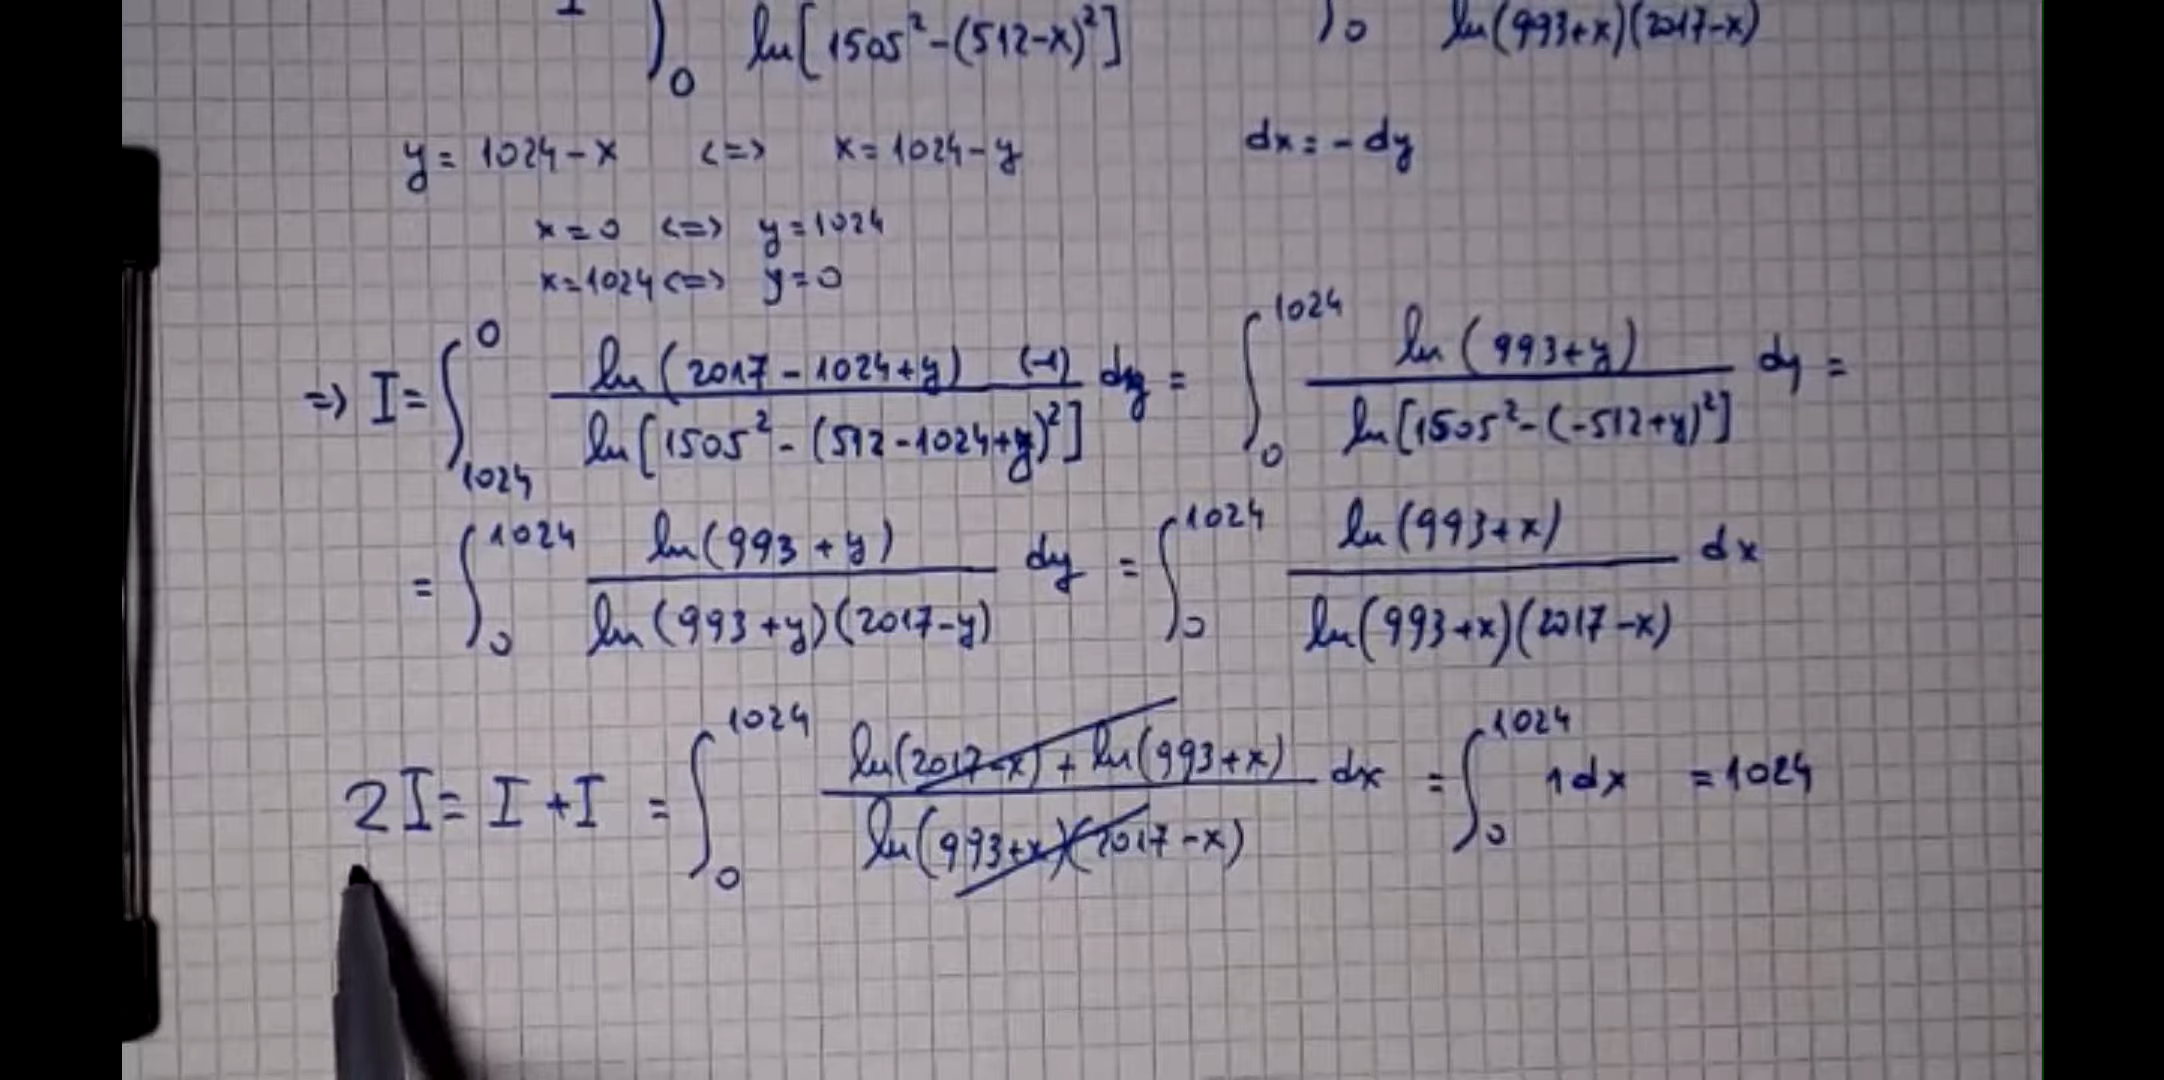 ∫₀ ln[1505²-(512-x)²] ∫₀ ln(993+x)(2017-x)
y = 1024-x <=> x = 1024-y dx = -dy
x = 0 <=> y = 1024
x = 1024 <=> y = 0
=> I = ∫₁₀₂₄⁰ ln(2017-1024+y) (-1) / ln[1505²-(512-1024+y)²] dy = ∫₀¹⁰²⁴ ln(993+y) / ln[1505²-(-512+y)²] dy =
= ∫₀¹⁰²⁴ ln(993+y) / ln(993+y)(2017-y) dy = ∫₀¹⁰²⁴ ln(993+x) / ln(993+x)(2017-x) dx
2I = I + I = ∫₀¹⁰²⁴ ln(2017-x) + ln(993+x) / ln(993+x)(2017-x) dx = ∫₀¹⁰²⁴ 1dx = 1024